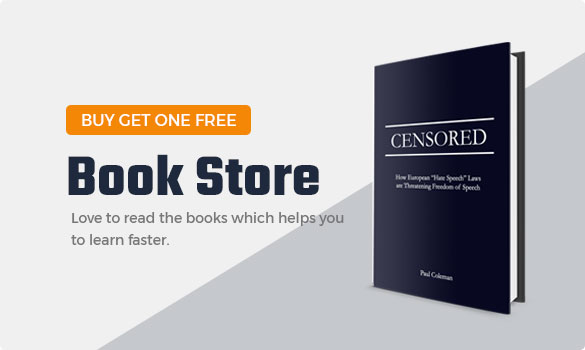 BUY GET ONE FREE
Book Store
Love to read the books which helps you
to learn faster.
CENSORED
How European "Hate Speech" Laws
are Threatening Freedom of Speech
Paul Coleman